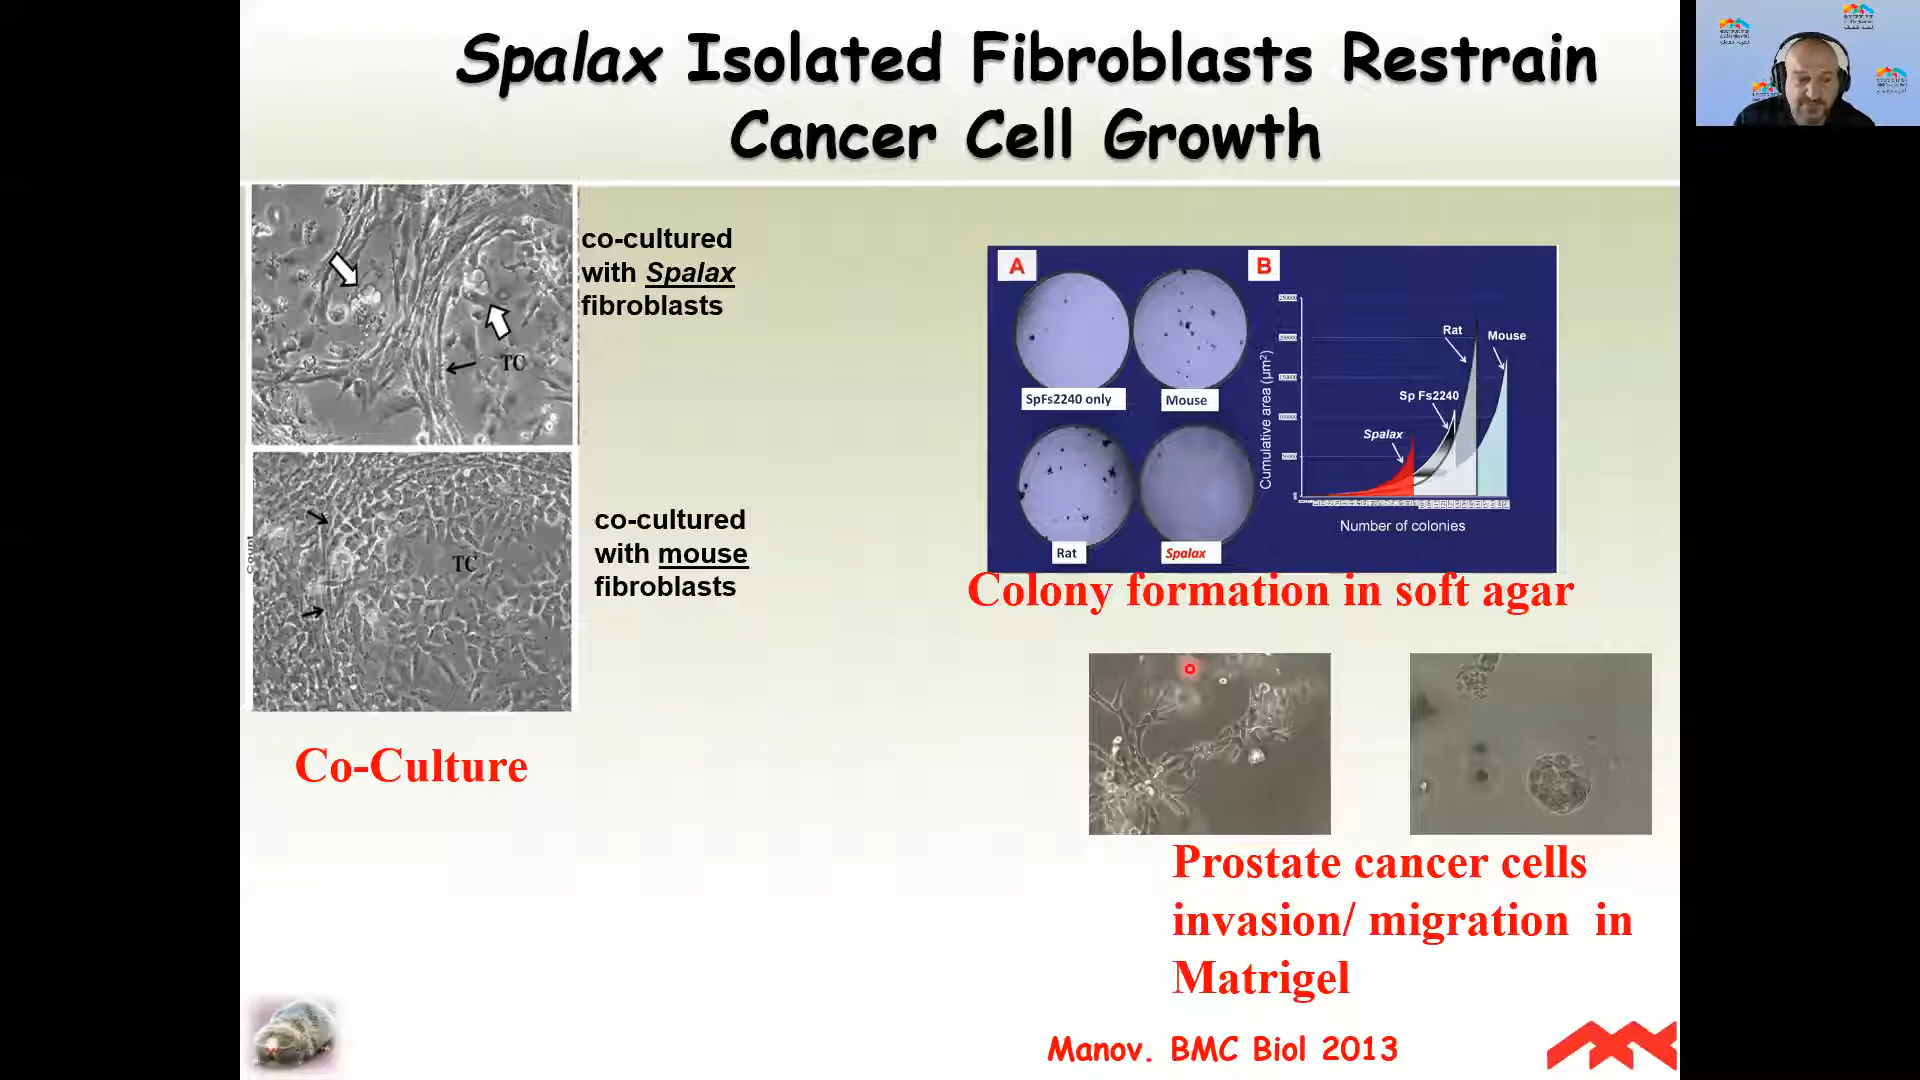 Spalax Isolated Fibroblasts Restrain
Cancer Cell Growth
co-cultured
with Spalax
fibroblasts
TC
co-cultured
with mouse
fibroblasts
TC
Count
Co-Culture
A
SpFs2240 only
Mouse
Rat
Spalax
B
Cumulative area (µm²)
Rat
Mouse
Sp Fs2240
Spalax
Number of colonies
Colony formation in soft agar
Prostate cancer cells
invasion/ migration in
Matrigel
Manov. BMC Biol 2013